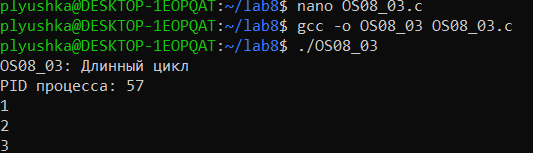 plyushka@DESKTOP-1EOPQAT:~/lab8$ nano OS08_03.c
plyushka@DESKTOP-1EOPQAT:~/lab8$ gcc -o OS08_03 OS08_03.c
plyushka@DESKTOP-1EOPQAT:~/lab8$ ./OS08_03
OS08_03: Длинный цикл
PID процесса: 57
1
2
3